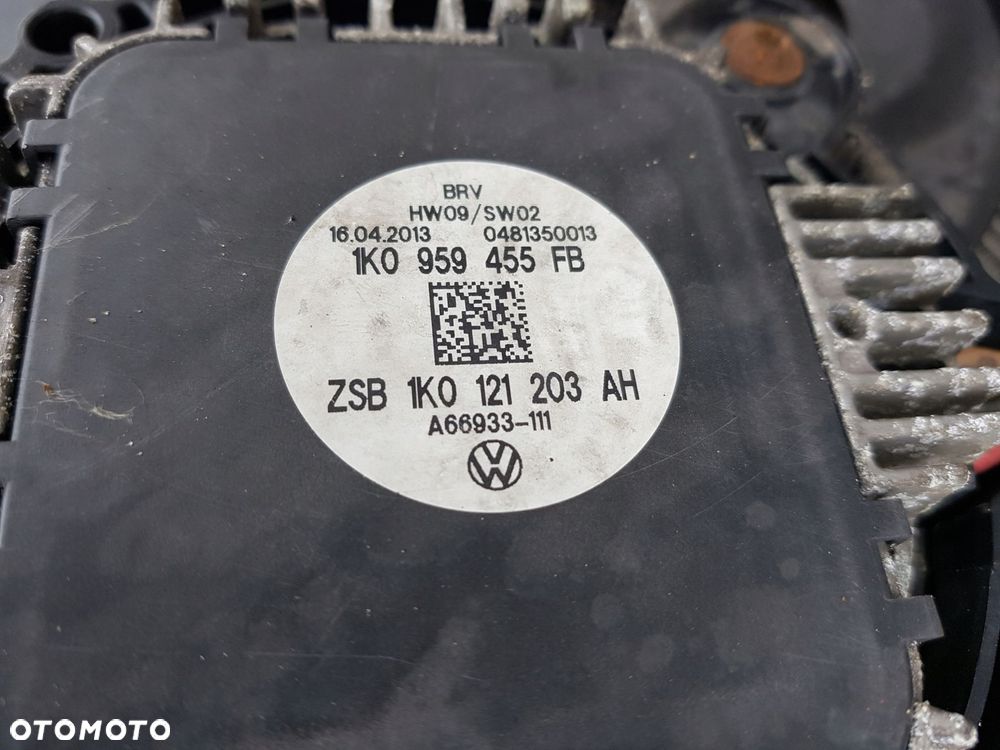 BRV
HW09/SW02
16.04.2013 0481350013
1K0 959 455 FB
ZSB 1K0 121 203 AH
A66933-111
OTOMOTO